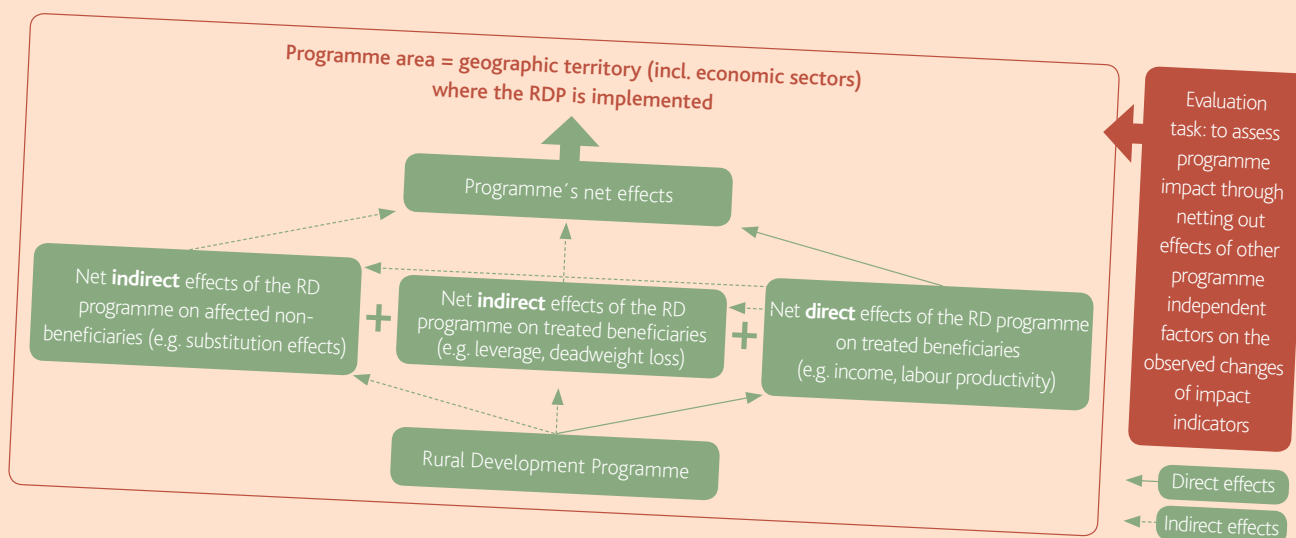 Programme area = geographic territory (incl. economic sectors)
where the RDP is implemented
Programme´s net effects
Net indirect effects of the RD
programme on affected non-
beneficiaries (e.g. substitution effects)
+
Net indirect effects of the RD
programme on treated beneficiaries
(e.g. leverage, deadweight loss)
+
Net direct effects of the RD programme
on treated beneficiaries
(e.g. income, labour productivity)
Rural Development Programme
Evaluation
task: to assess
programme
impact through
netting out
effects of other
programme
independent
factors on the
observed changes
of impact
indicators
Direct effects
Indirect effects